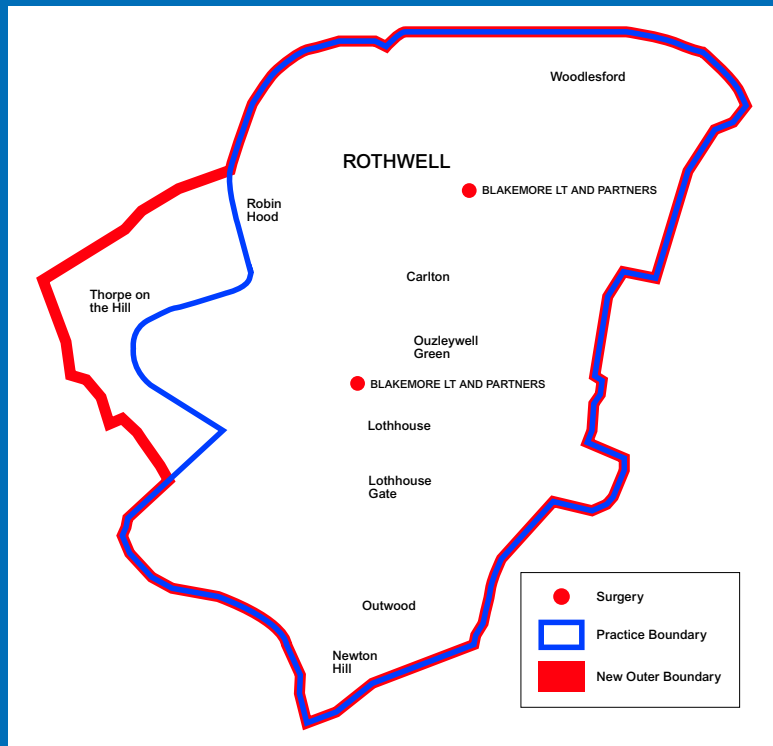 Woodlesford
ROTHWELL
BLAKEMORE LT AND PARTNERS
Robin
Hood
Carlton
Thorpe on
the Hill
Ouzleywell
Green
BLAKEMORE LT AND PARTNERS
Lothhouse
Lothhouse
Gate
Outwood
Newton
Hill
Surgery
Practice Boundary
New Outer Boundary